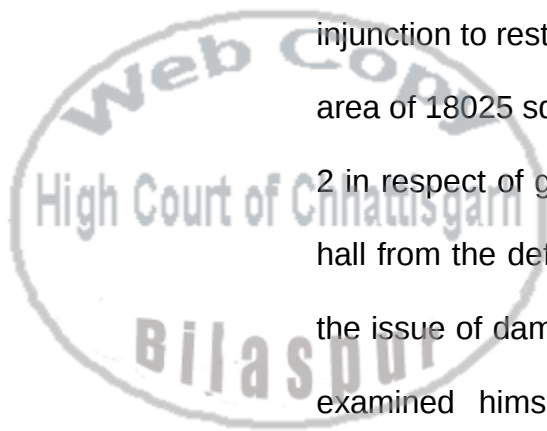 Web Copy
High Court of Chhattisgarh
Bilaspur
injunction to rest
area of 18025 sq
2 in respect of g
hall from the def
the issue of dam
examined hims